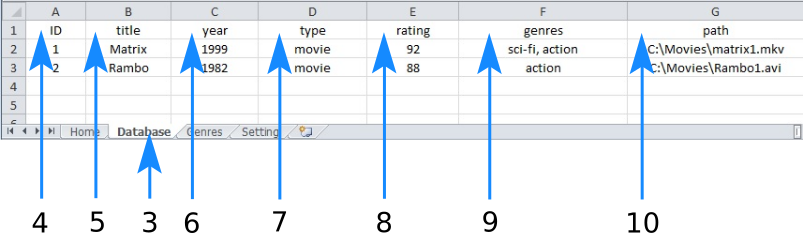 A B C D E F G
1 ID title year type rating genres path
2 1 Matrix 1999 movie 92 sci-fi, action C:\Movies\matrix1.mkv
3 2 Rambo 1982 movie 88 action C:\Movies\Rambo1.avi
4
5
6
Home Database Genres Setting
4 5 3 6 7 8 9 10